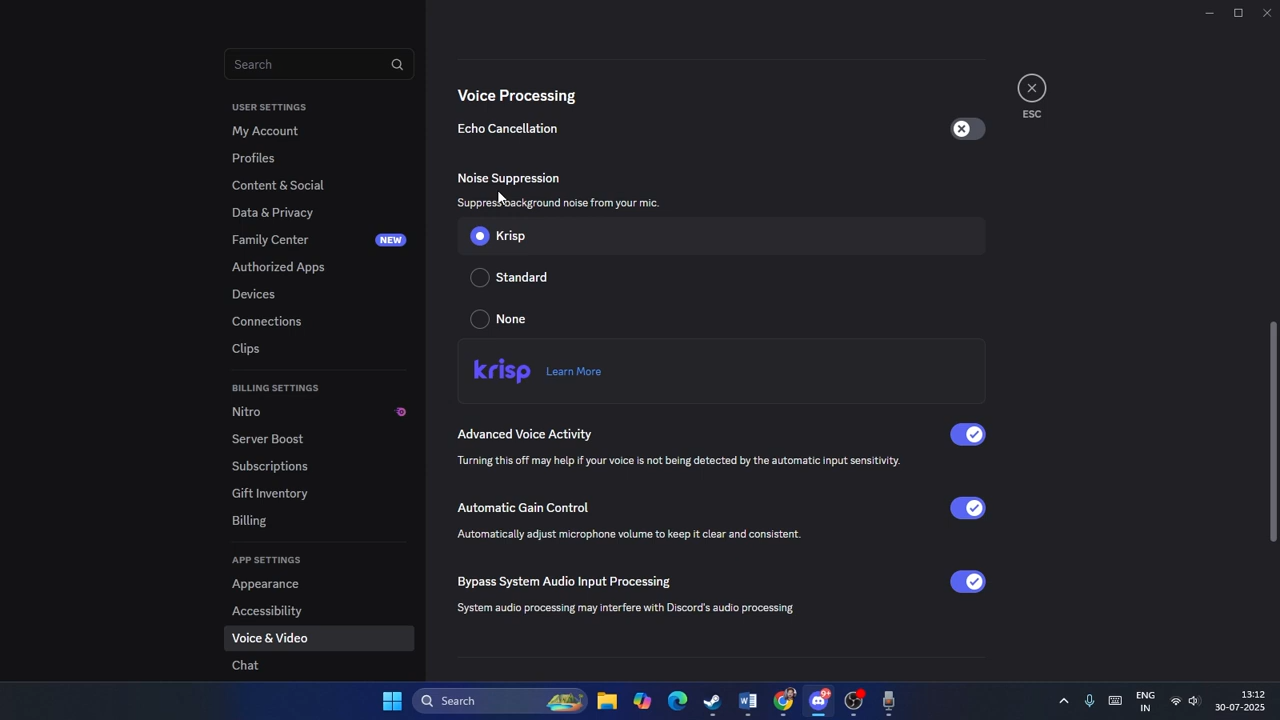 Search
USER SETTINGS
My Account
Profiles
Content & Social
Data & Privacy
Family Center NEW
Authorized Apps
Devices
Connections
Clips
BILLING SETTINGS
Nitro
Server Boost
Subscriptions
Gift Inventory
Billing
APP SETTINGS
Appearance
Accessibility
Voice & Video
Chat
Voice Processing
Echo Cancellation
Noise Suppression
Suppress background noise from your mic.
Krisp
Standard
None
krisp Learn More
Advanced Voice Activity
Turning this off may help if your voice is not being detected by the automatic input sensitivity.
Automatic Gain Control
Automatically adjust microphone volume to keep it clear and consistent.
Bypass System Audio Input Processing
System audio processing may interfere with Discord's audio processing
ESC
Search
9+
ENG
IN
13:12
30-07-2025